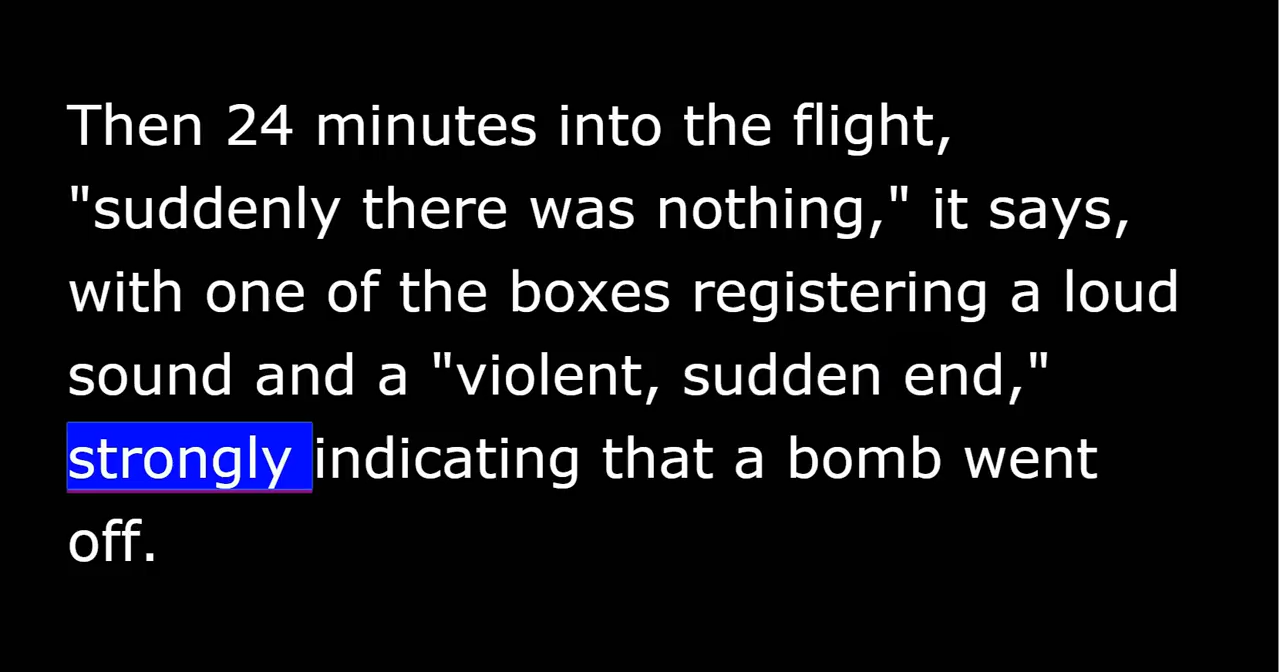 Then 24 minutes into the flight,
"suddenly there was nothing," it says,
with one of the boxes registering a loud
sound and a "violent, sudden end,"
strongly indicating that a bomb went
off.